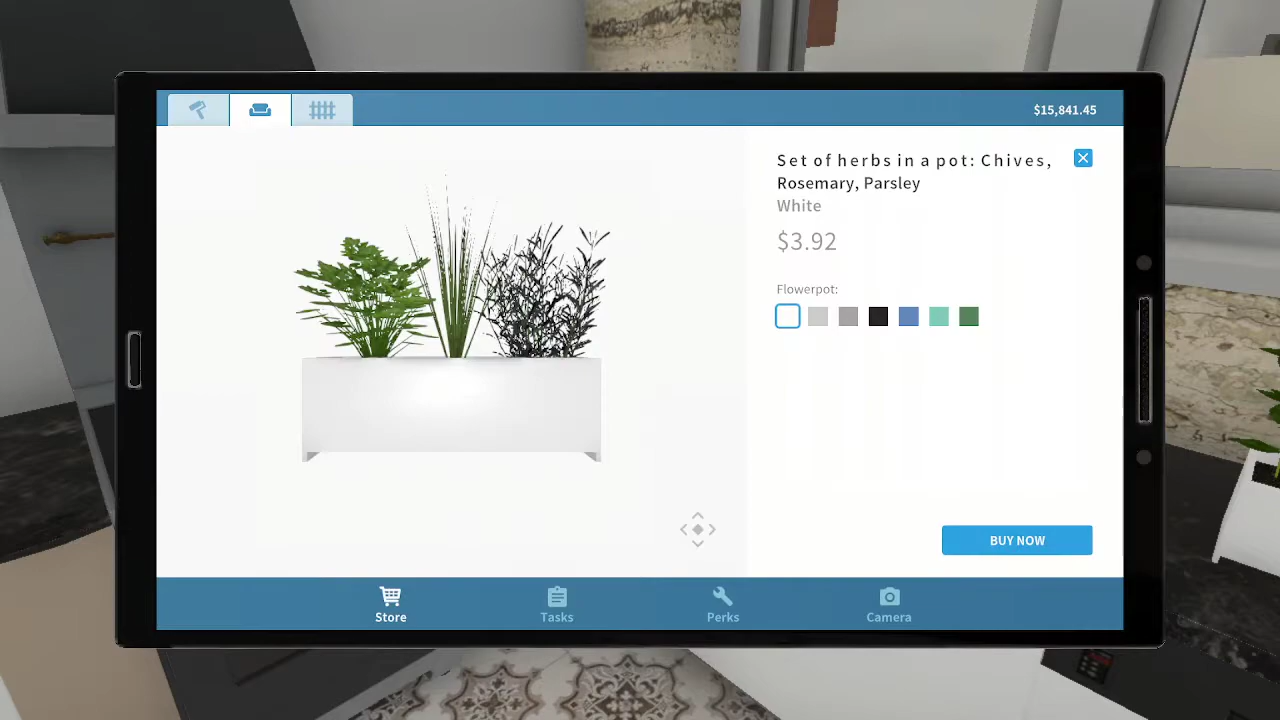 $15,841.45
Set of herbs in a pot: Chives,
Rosemary, Parsley
White
$3.92
Flowerpot:
BUY NOW
Store
Tasks
Perks
Camera